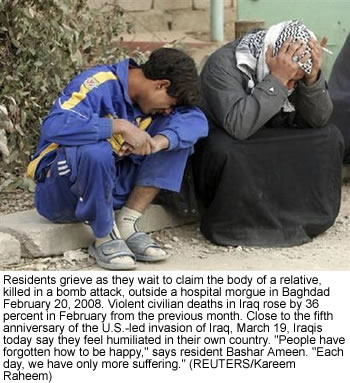 Residents grieve as they wait to claim the body of a relative,
killed in a bomb attack, outside a hospital morgue in Baghdad
February 20, 2008. Violent civilian deaths in Iraq rose by 36
percent in February from the previous month. Close to the fifth
anniversary of the U.S.-led invasion of Iraq, March 19, Iraqis
today say they feel humiliated in their own country. "People have
forgotten how to be happy," says resident Bashar Ameen. "Each
day, we have only more suffering." (REUTERS/Kareem
Raheem)